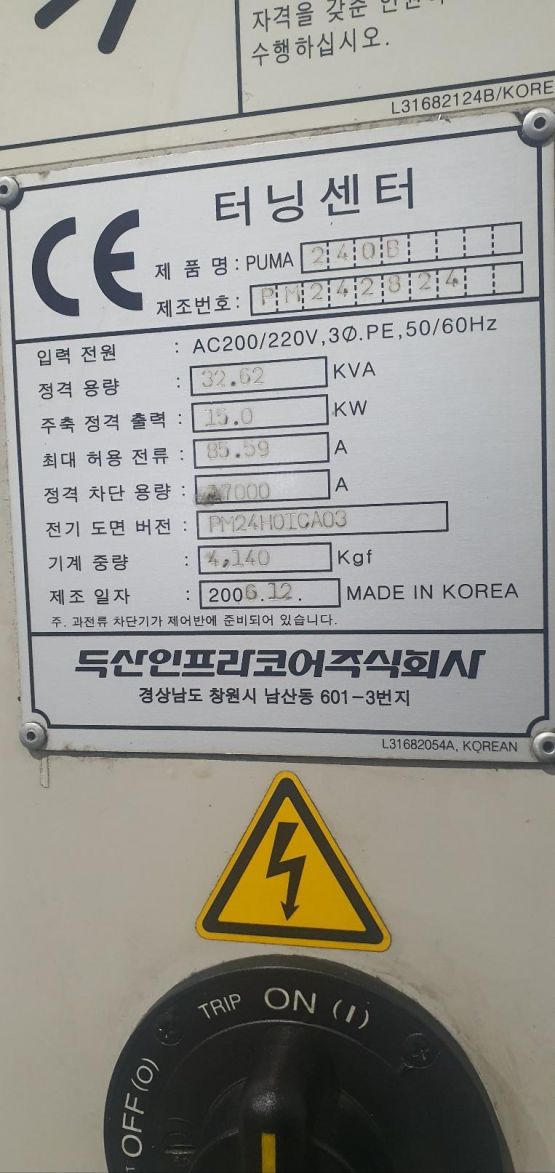 자격을 갖춘 인원이
수행하십시오.
L31682124B/KORE
CE
터닝센터
제 품 명 : PUMA 240B
제조번호 : PM242824
입력 전원 : AC200/220V,3Ø.PE,50/60Hz
정격 용량 : 32.62 KVA
주축 정격 출력 : 15.0 KW
최대 허용 전류 : 85.59 A
정격 차단 용량 : 17000 A
전기 도면 버전 : PM24H0ICA03
기계 중량 : 4,140 Kgf
제조 일자 : 2006.12. MADE IN KOREA
주. 과전류 차단기가 제어반에 준비되어 있습니다.
두산인프라코어주식회사
경상남도 창원시 남산동 601-3번지
L31682054A, KOREAN
TRIP ON (I)
OFF(O)